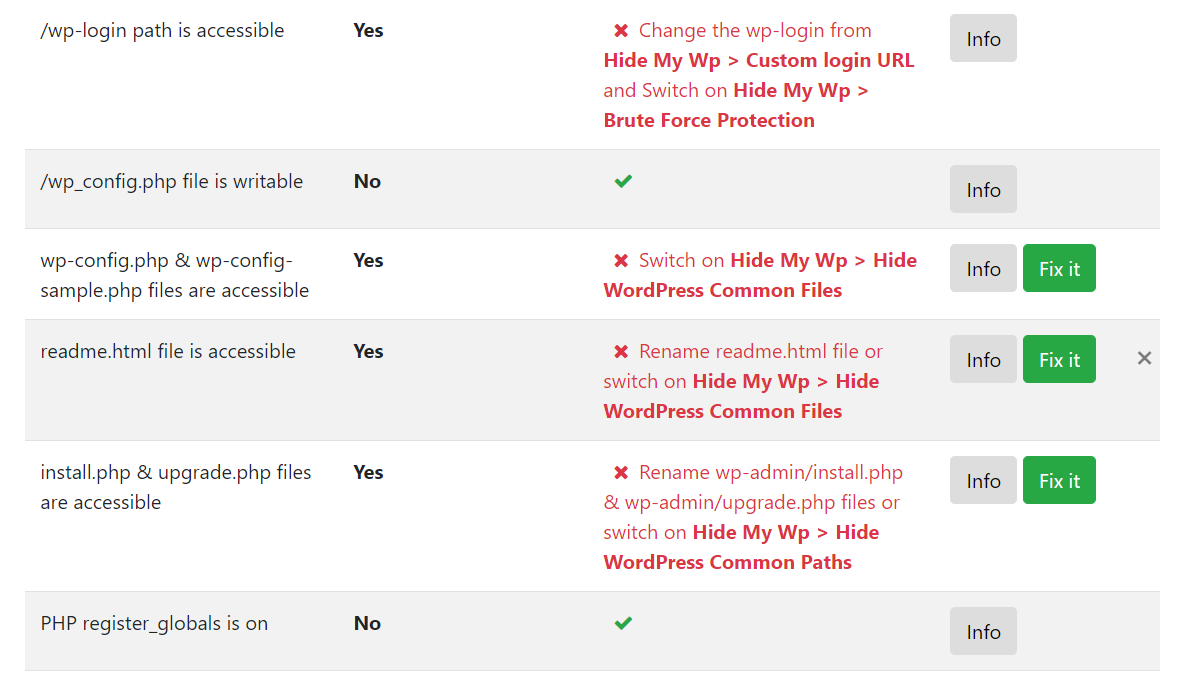 /wp-login path is accessible Yes Change the wp-login from Info
Hide My Wp > Custom login URL
and Switch on Hide My Wp >
Brute Force Protection
/wp_config.php file is writable No Info
wp-config.php & wp-config- Yes Switch on Hide My Wp > Hide Info Fix it
sample.php files are accessible WordPress Common Files
readme.html file is accessible Yes Rename readme.html file or Info Fix it
switch on Hide My Wp > Hide
WordPress Common Files
install.php & upgrade.php files Yes Rename wp-admin/install.php Info Fix it
are accessible & wp-admin/upgrade.php files or
switch on Hide My Wp > Hide
WordPress Common Paths
PHP register_globals is on No Info